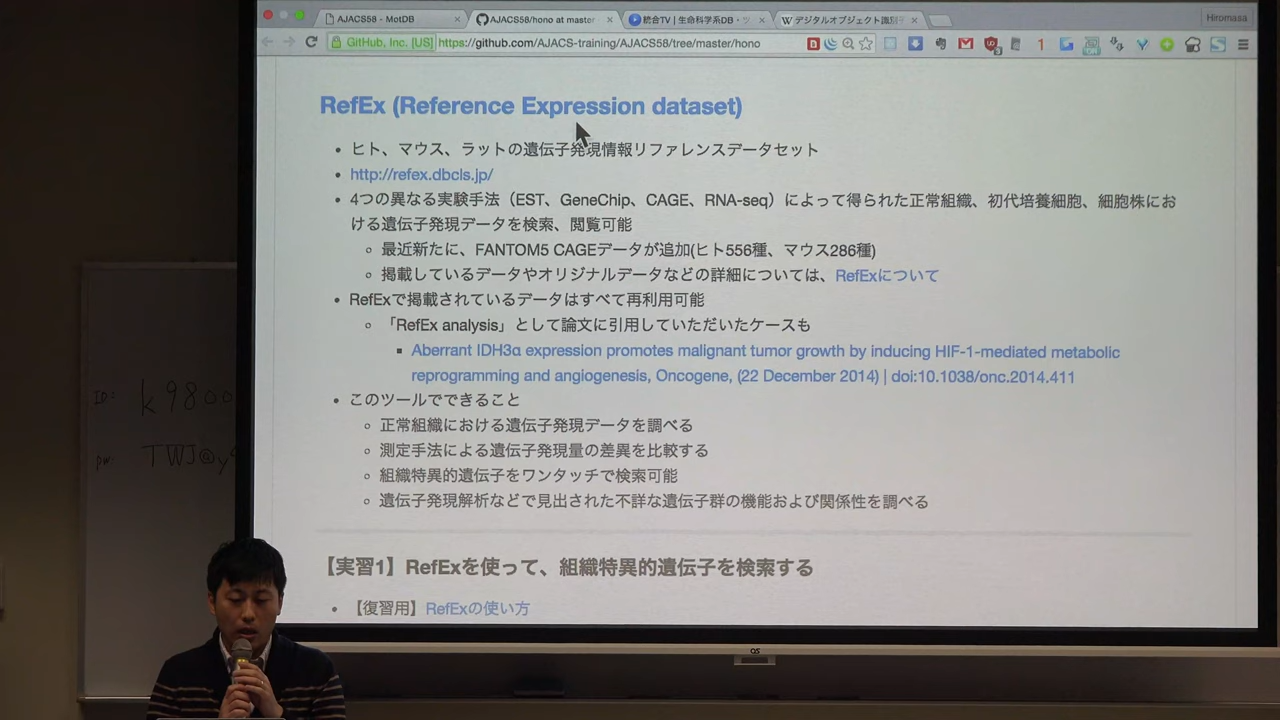 AJACS58 - MotDB
AJACS58/hono at master
統合TV | 生命科学系DB・ツ
デジタルオブジェクト識別子
Hiromasa
GitHub, Inc. [US] https://github.com/AJACS-training/AJACS58/tree/master/hono
RefEx (Reference Expression dataset)
• ヒト、マウス、ラットの遺伝子発現情報リファレンスデータセット
• http://refex.dbcls.jp/
• 4つの異なる実験手法（EST、GeneChip、CAGE、RNA-seq）によって得られた正常組織、初代培養細胞、細胞株にお
ける遺伝子発現データを検索、閲覧可能
○ 最近新たに、FANTOM5 CAGEデータが追加(ヒト556種、マウス286種)
○ 掲載しているデータやオリジナルデータなどの詳細については、RefExについて
• RefExで掲載されているデータはすべて再利用可能
○ 「RefEx analysis」として論文に引用していただいたケースも
▪ Aberrant IDH3α expression promotes malignant tumor growth by inducing HIF-1-mediated metabolic
reprogramming and angiogenesis, Oncogene, (22 December 2014) | doi:10.1038/onc.2014.411
• このツールでできること
○ 正常組織における遺伝子発現データを調べる
○ 測定手法による遺伝子発現量の差異を比較する
○ 組織特異的遺伝子をワンタッチで検索可能
○ 遺伝子発現解析などで見出された不詳な遺伝子群の機能および関係性を調べる
【実習1】RefExを使って、組織特異的遺伝子を検索する
• 【復習用】RefExの使い方
ID: k9800
PW: TWJ@y